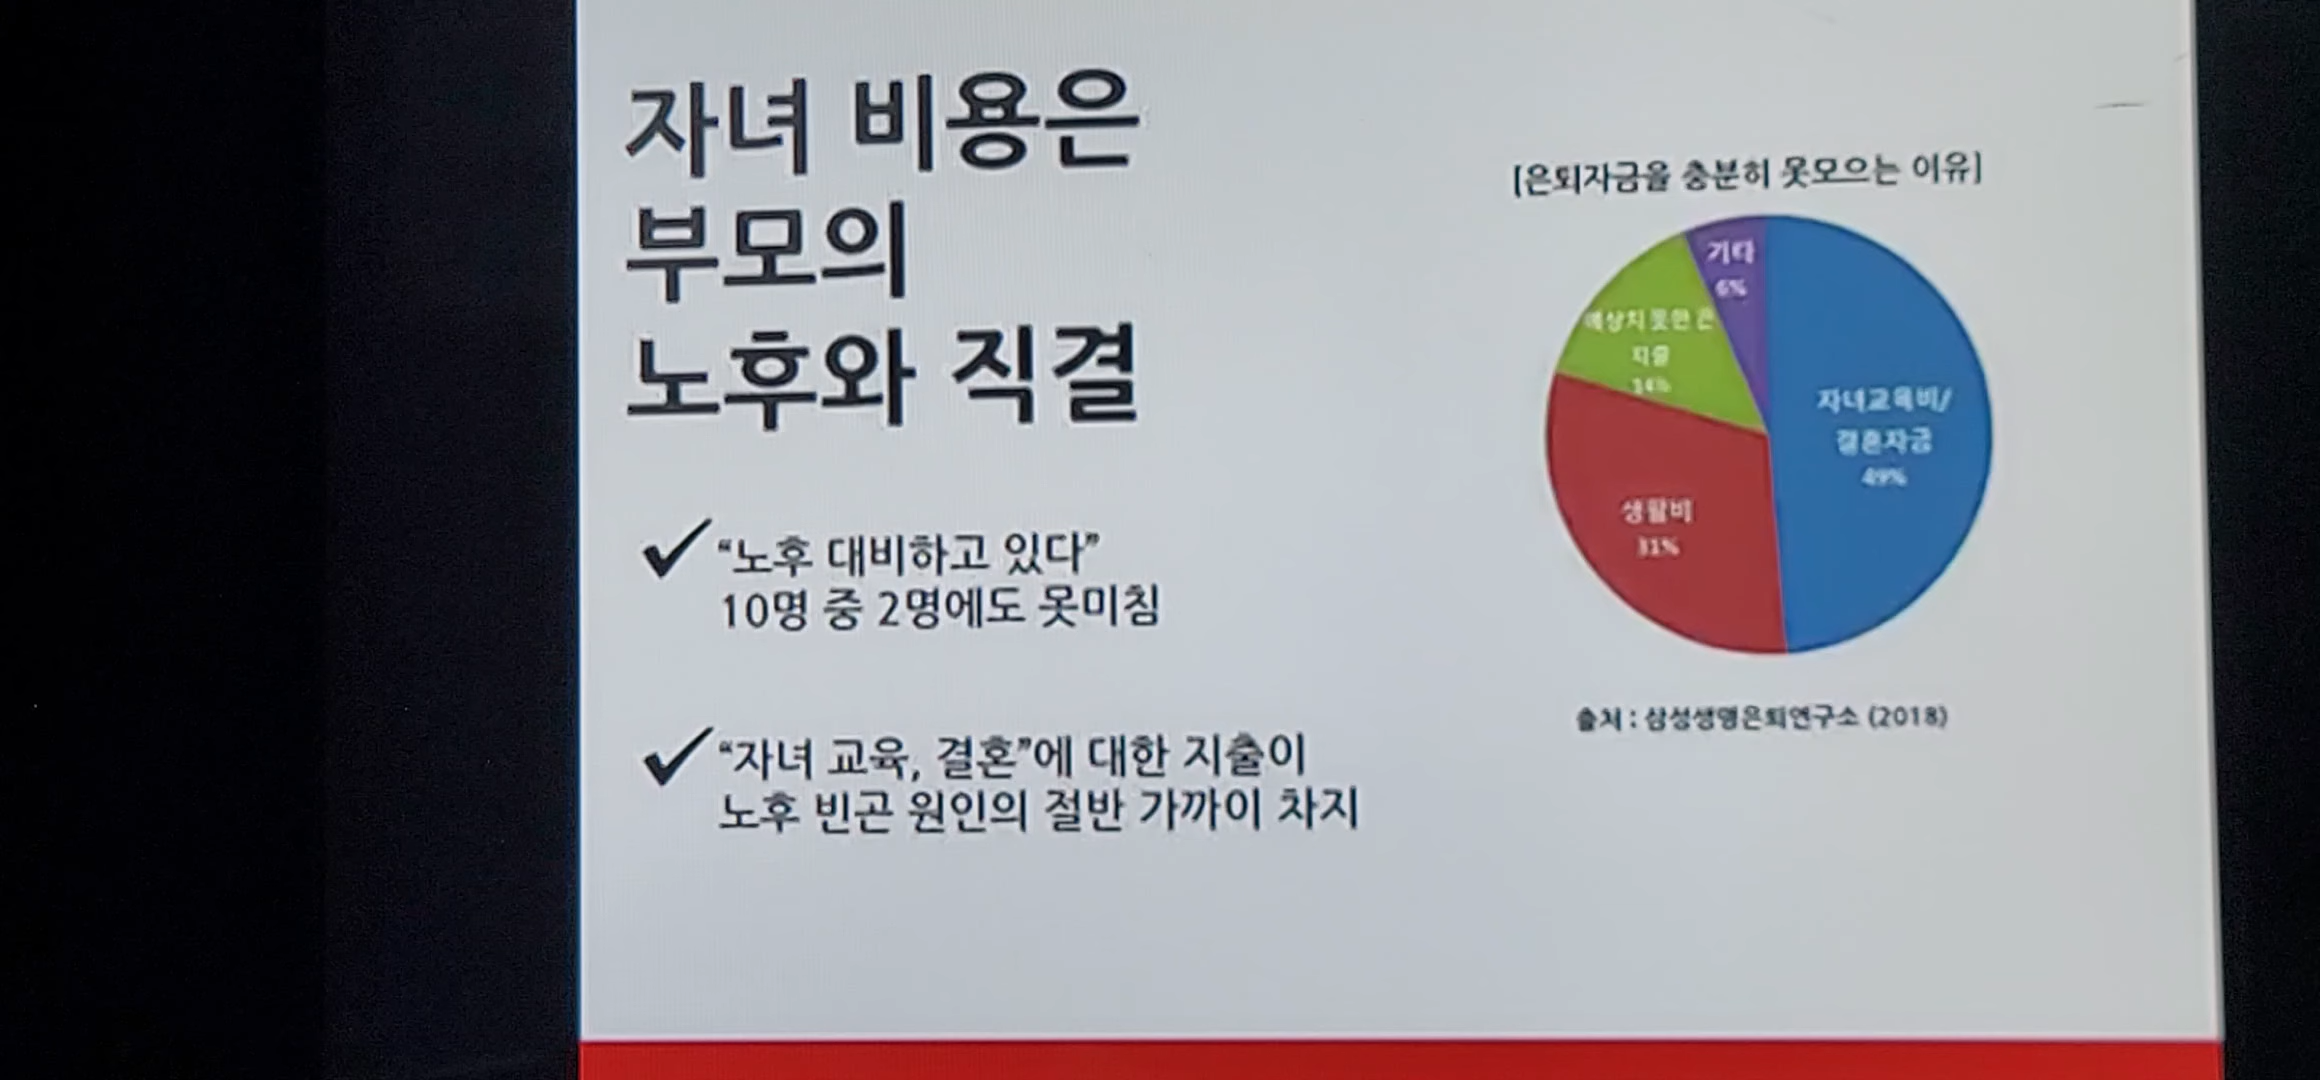 자녀 비용은
부모의
노후와 직결
“노후 대비하고 있다”
10명 중 2명에도 못미침
“자녀 교육, 결혼”에 대한 지출이
노후 빈곤 원인의 절반 가까이 차지
[은퇴자금을 충분히 못모으는 이유]
기타
6%
예상치 못한 큰
지출
14%
자녀교육비/
결혼자금
49%
생활비
31%
출처 : 삼성생명은퇴연구소 (2018)